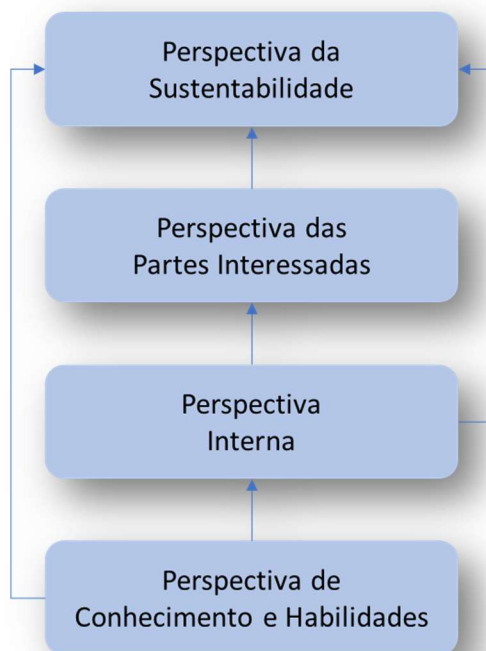 Perspectiva da
Sustentabilidade
Perspectiva das
Partes Interessadas
Perspectiva
Interna
Perspectiva de
Conhecimento e Habilidades